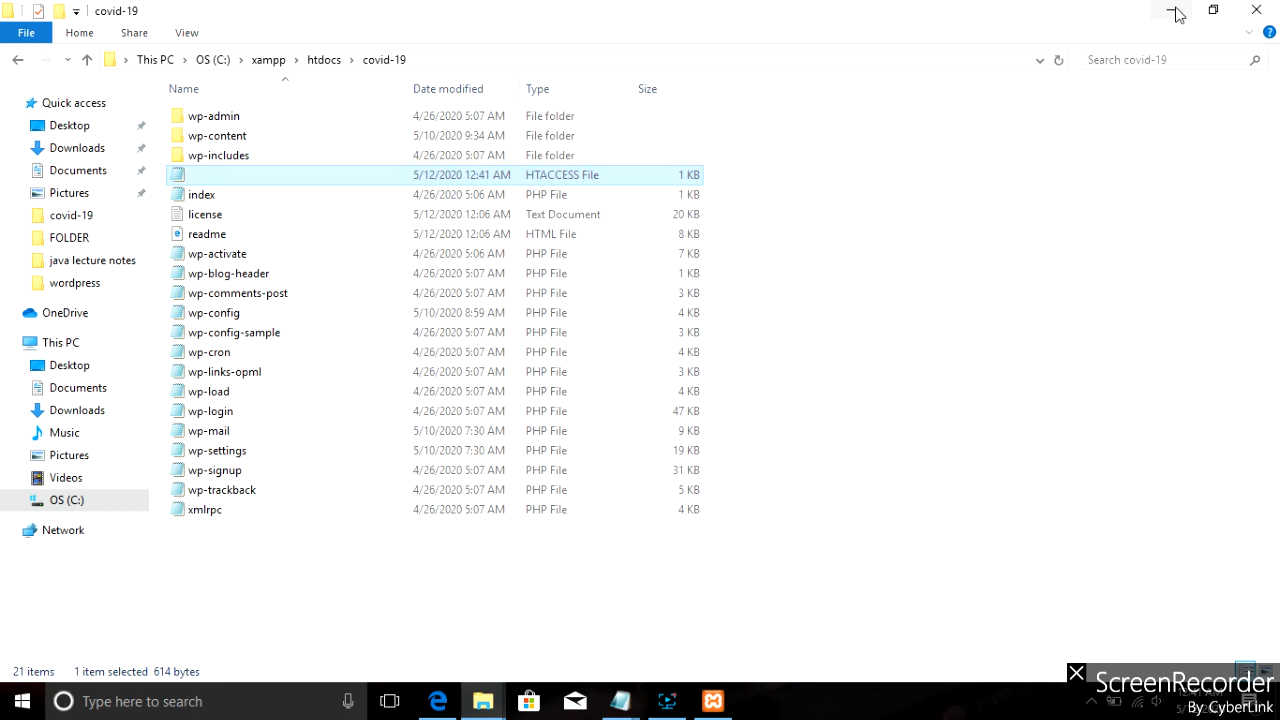 covid-19
File Home Share View
This PC OS (C:) xampp htdocs covid-19 Search covid-19
Name Date modified Type Size
Quick access
Desktop
Downloads
Documents
Pictures
covid-19
FOLDER
java lecture notes
wordpress
OneDrive
This PC
Desktop
Documents
Downloads
Music
Pictures
Videos
OS (C:)
Network
wp-admin 4/26/2020 5:07 AM File folder
wp-content 5/10/2020 9:34 AM File folder
wp-includes 4/26/2020 5:07 AM File folder
5/12/2020 12:41 AM HTACCESS File 1 KB
index 4/26/2020 5:06 AM PHP File 1 KB
license 5/12/2020 12:06 AM Text Document 20 KB
readme 5/12/2020 12:06 AM HTML File 8 KB
wp-activate 4/26/2020 5:06 AM PHP File 7 KB
wp-blog-header 4/26/2020 5:07 AM PHP File 1 KB
wp-comments-post 4/26/2020 5:07 AM PHP File 3 KB
wp-config 5/10/2020 8:59 AM PHP File 4 KB
wp-config-sample 4/26/2020 5:07 AM PHP File 3 KB
wp-cron 4/26/2020 5:07 AM PHP File 4 KB
wp-links-opml 4/26/2020 5:07 AM PHP File 3 KB
wp-load 4/26/2020 5:07 AM PHP File 4 KB
wp-login 4/26/2020 5:07 AM PHP File 47 KB
wp-mail 5/10/2020 7:30 AM PHP File 9 KB
wp-settings 5/10/2020 7:30 AM PHP File 19 KB
wp-signup 4/26/2020 5:07 AM PHP File 31 KB
wp-trackback 4/26/2020 5:07 AM PHP File 5 KB
xmlrpc 4/26/2020 5:07 AM PHP File 4 KB
21 items 1 item selected 614 bytes
ScreenRecorder
By CyberLink
Type here to search
12:41 AM